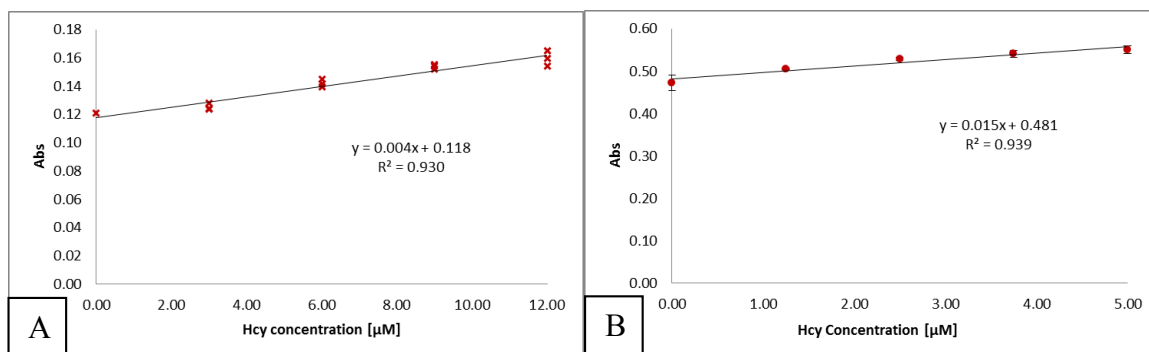 0.18
0.16
0.14
0.12
0.10
0.08
0.06
0.04
0.02
0.00
Abs
y = 0.004x + 0.118
R² = 0.930
0.00 2.00 4.00 6.00 8.00 10.00 12.00
Hcy concentration [µM]
A
0.60
0.50
0.40
0.30
0.20
0.10
0.00
Abs
y = 0.015x + 0.481
R² = 0.939
0.00 1.00 2.00 3.00 4.00 5.00
Hcy Concentration [µM]
B